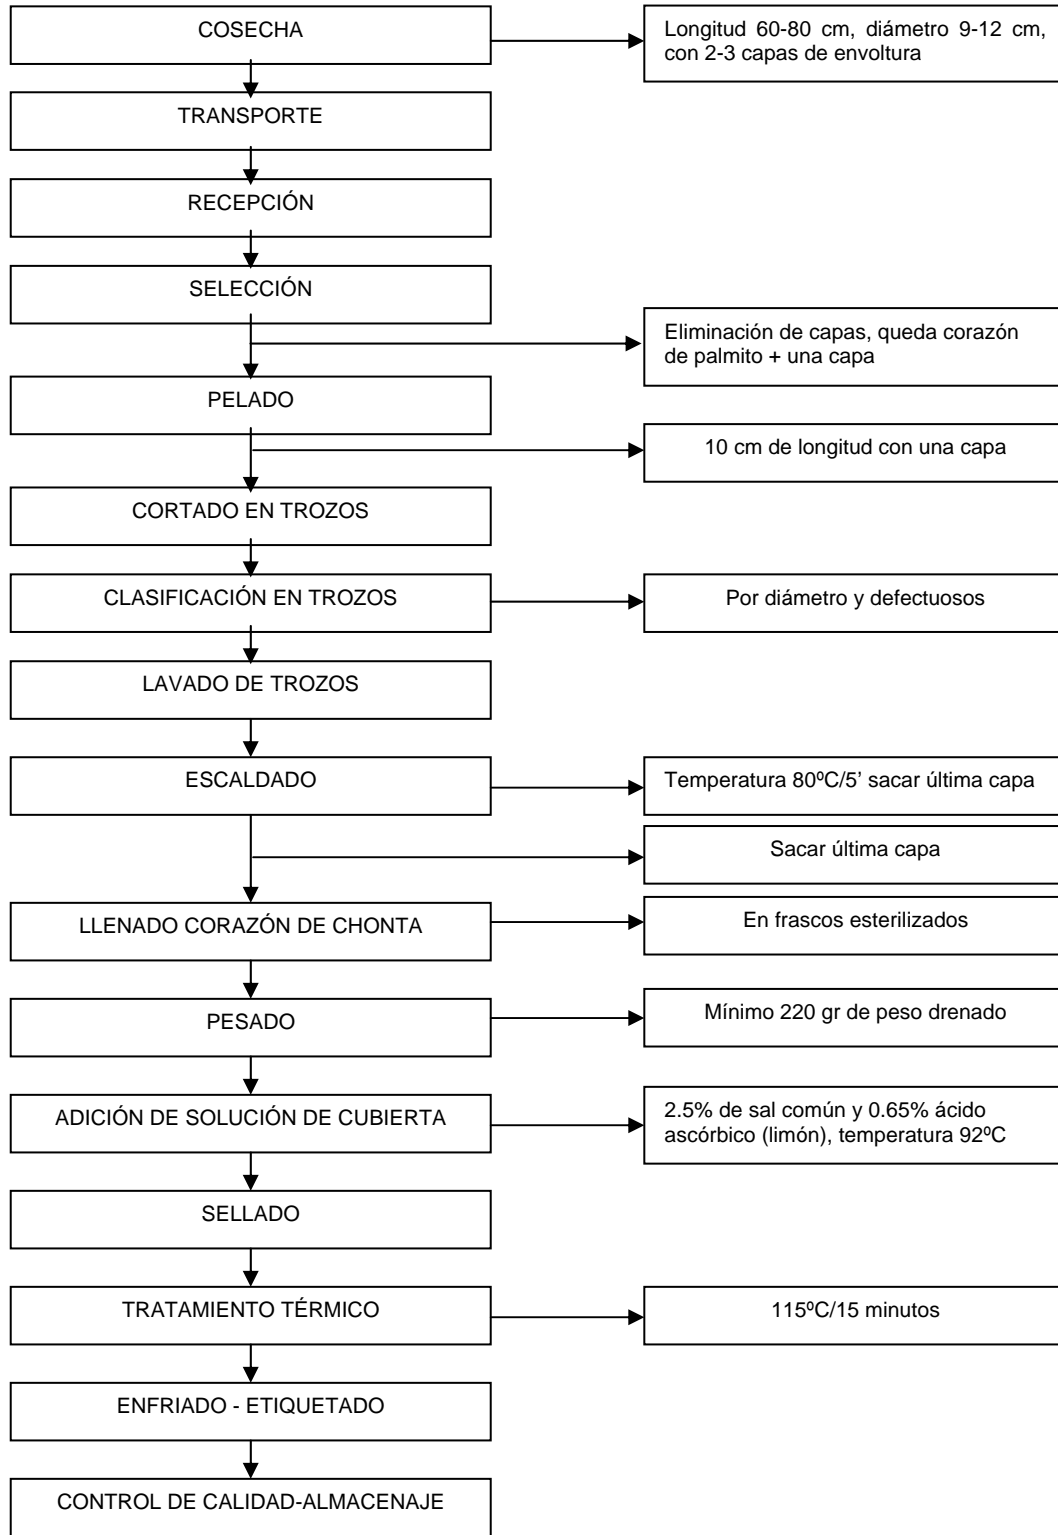 COSECHA
Longitud 60-80 cm, diámetro 9-12 cm,
con 2-3 capas de envoltura
TRANSPORTE
RECEPCIÓN
SELECCIÓN
Eliminación de capas, queda corazón
de palmito + una capa
PELADO
10 cm de longitud con una capa
CORTADO EN TROZOS
CLASIFICACIÓN EN TROZOS
Por diámetro y defectuosos
LAVADO DE TROZOS
ESCALDADO
Temperatura 80ºC/5’ sacar última capa
Sacar última capa
LLENADO CORAZÓN DE CHONTA
En frascos esterilizados
PESADO
Mínimo 220 gr de peso drenado
ADICIÓN DE SOLUCIÓN DE CUBIERTA
2.5% de sal común y 0.65% ácido
ascórbico (limón), temperatura 92ºC
SELLADO
TRATAMIENTO TÉRMICO
115ºC/15 minutos
ENFRIADO - ETIQUETADO
CONTROL DE CALIDAD-ALMACENAJE